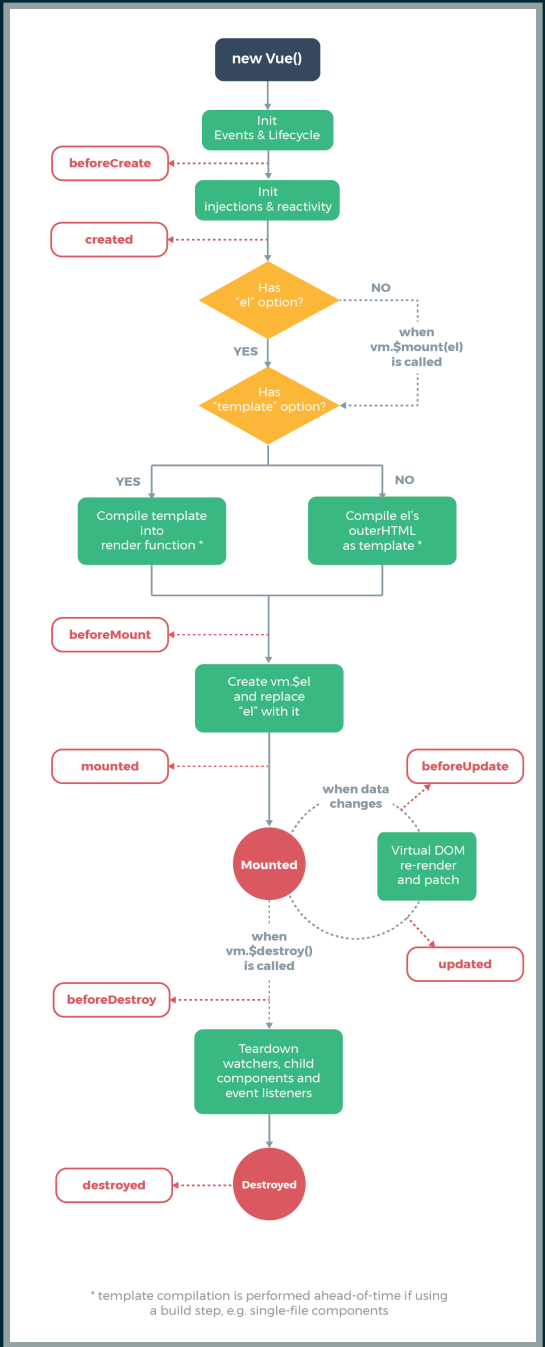 new Vue()
Init
Events & Lifecycle
beforeCreate
Init
injections & reactivity
created
Has
“el” option?
NO
when
vm.$mount(el)
is called
YES
Has
“template” option?
YES
NO
Compile template
into
render function *
Compile el’s
outerHTML
as template *
beforeMount
Create vm.$el
and replace
“el” with it
mounted
beforeUpdate
when data
changes
Mounted
Virtual DOM
re-render
and patch
when
vm.$destroy()
is called
updated
beforeDestroy
Teardown
watchers, child
components and
event listeners
destroyed
Destroyed
* template compilation is performed ahead-of-time if using
a build step, e.g. single-file components